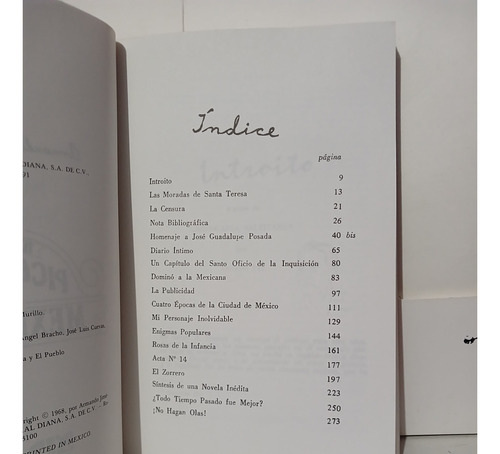 Índice
página
Introito 9
Las Moradas de Santa Teresa 13
La Censura 21
Nota Bibliográfica 26
Homenaje a José Guadalupe Posada 40 bis
Diario Intimo 65
Un Capítulo del Santo Oficio de la Inquisición 80
Dominó a la Mexicana 83
La Publicidad 97
Cuatro Épocas de la Ciudad de México 111
Mi Personaje Inolvidable 129
Enigmas Populares 144
Rosas de la Infancia 161
Acta Nº 14 177
El Zorrero 197
Síntesis de una Novela Inédita 223
¿Todo Tiempo Pasado fue Mejor? 250
¡No Hagan Olas! 273
DIANA, S.A. DE C.V.,
Murillo.
Angel Bracho, José Luis Cuevas
a y El Pueblo
© 1968, por Armando
AL DIANA, S.A. DE C.V.,
5100
PRINTED IN MEXICO.